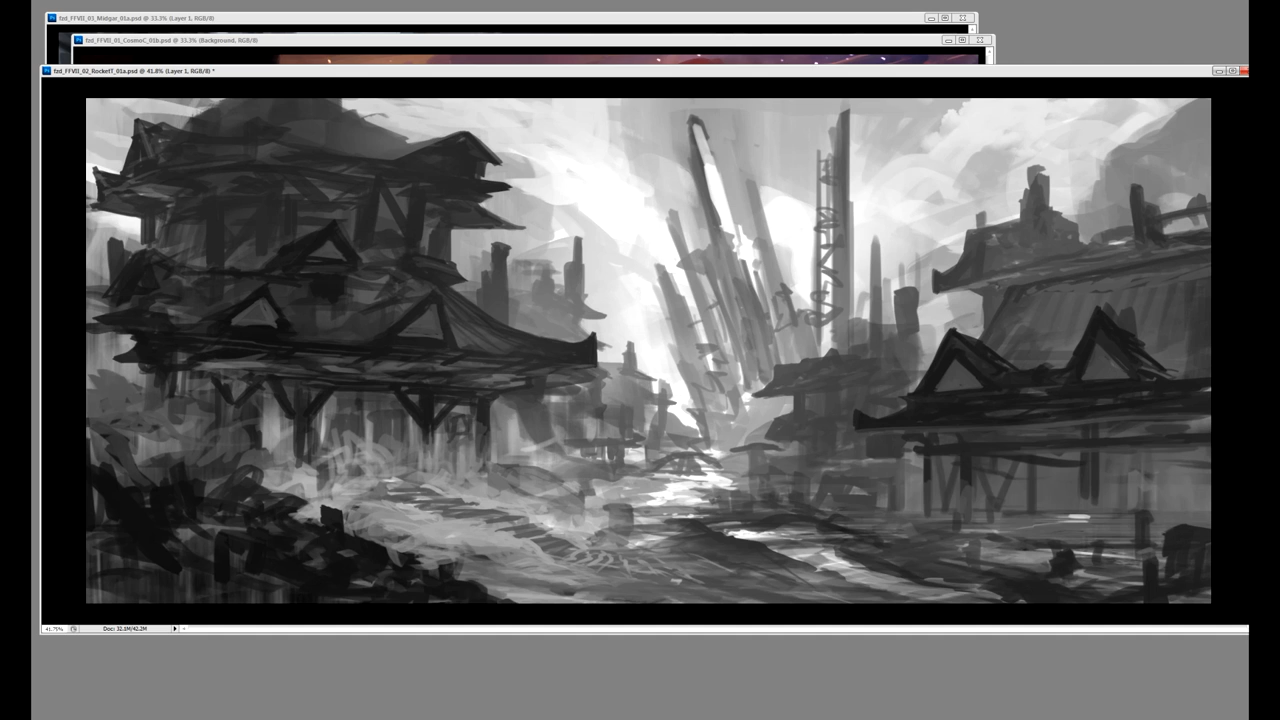 fzd_FFVII_03_Midgar_01a.psd @ 33.3% (Layer 1, RGB/8)
fzd_FFVII_01_CosmoC_01b.psd @ 33.3% (Background, RGB/8)
fzd_FFVII_02_RocketT_01a.psd @ 41.8% (Layer 1, RGB/8) *
41.75%
Doc: 32.1M/42.2M